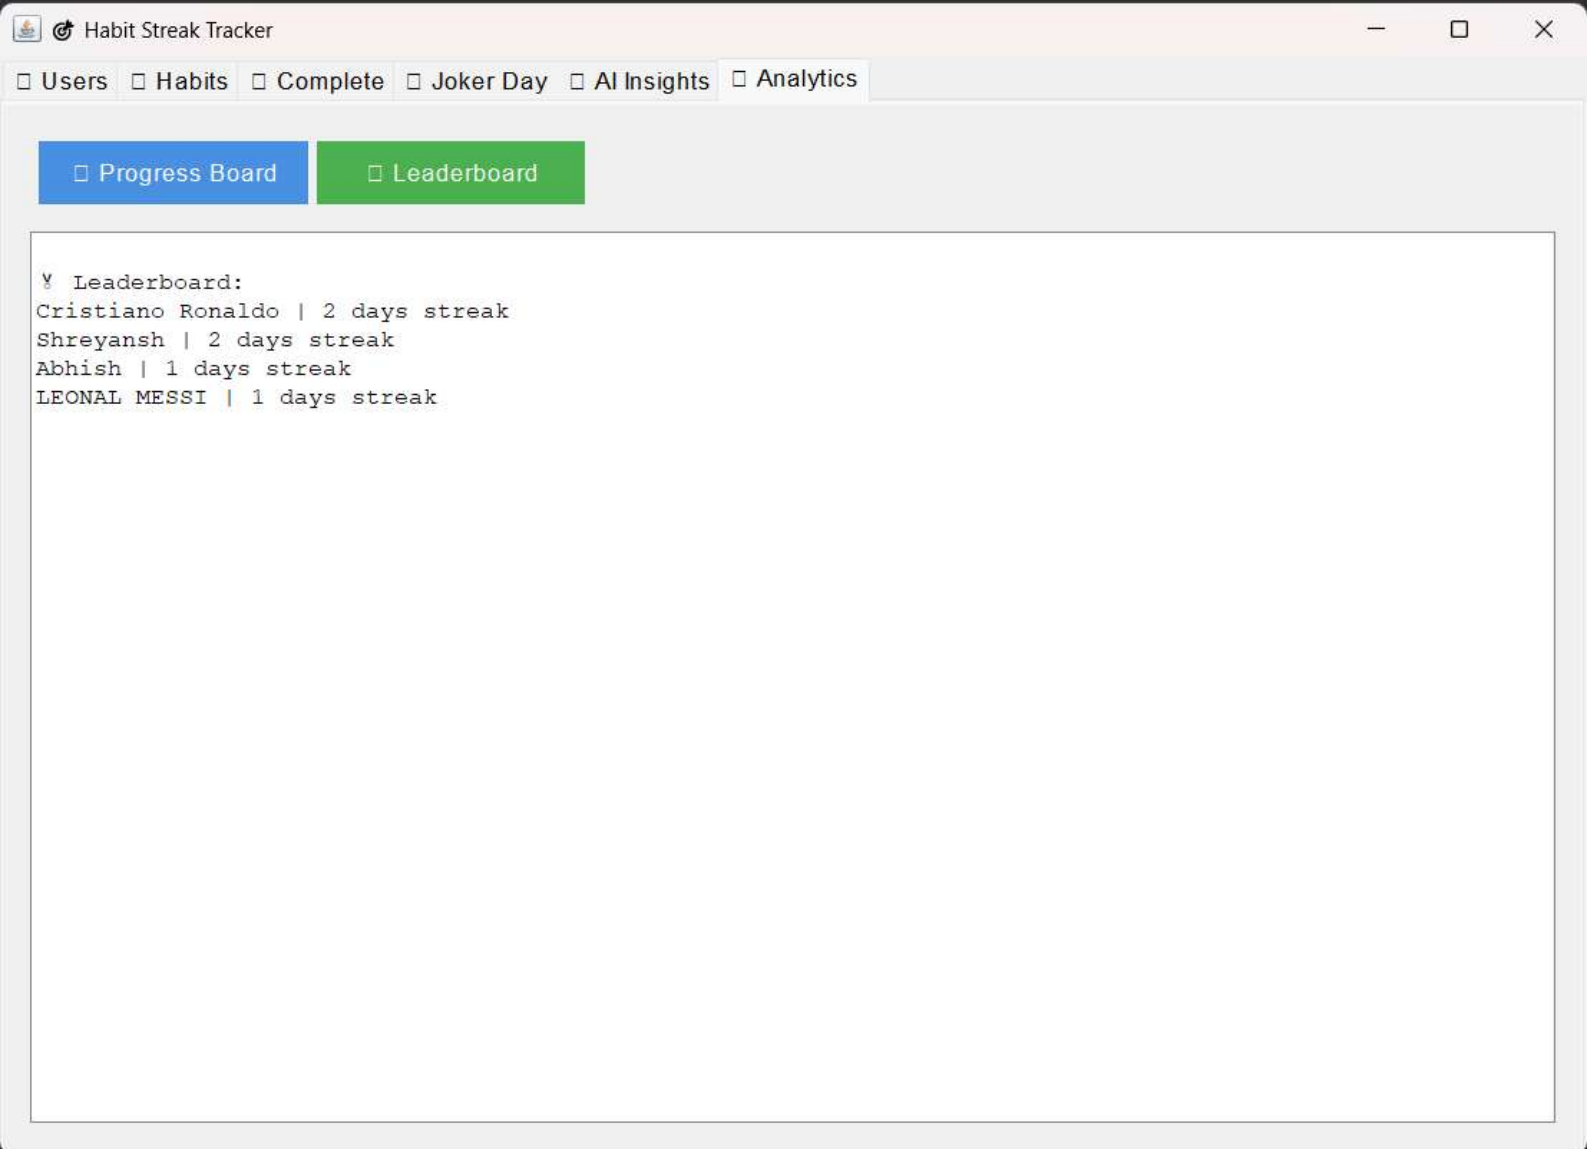 Habit Streak Tracker
Users Habits Complete Joker Day AI Insights Analytics
Progress Board Leaderboard
Leaderboard:
Cristiano Ronaldo | 2 days streak
Shreyansh | 2 days streak
Abhish | 1 days streak
LEONAL MESSI | 1 days streak